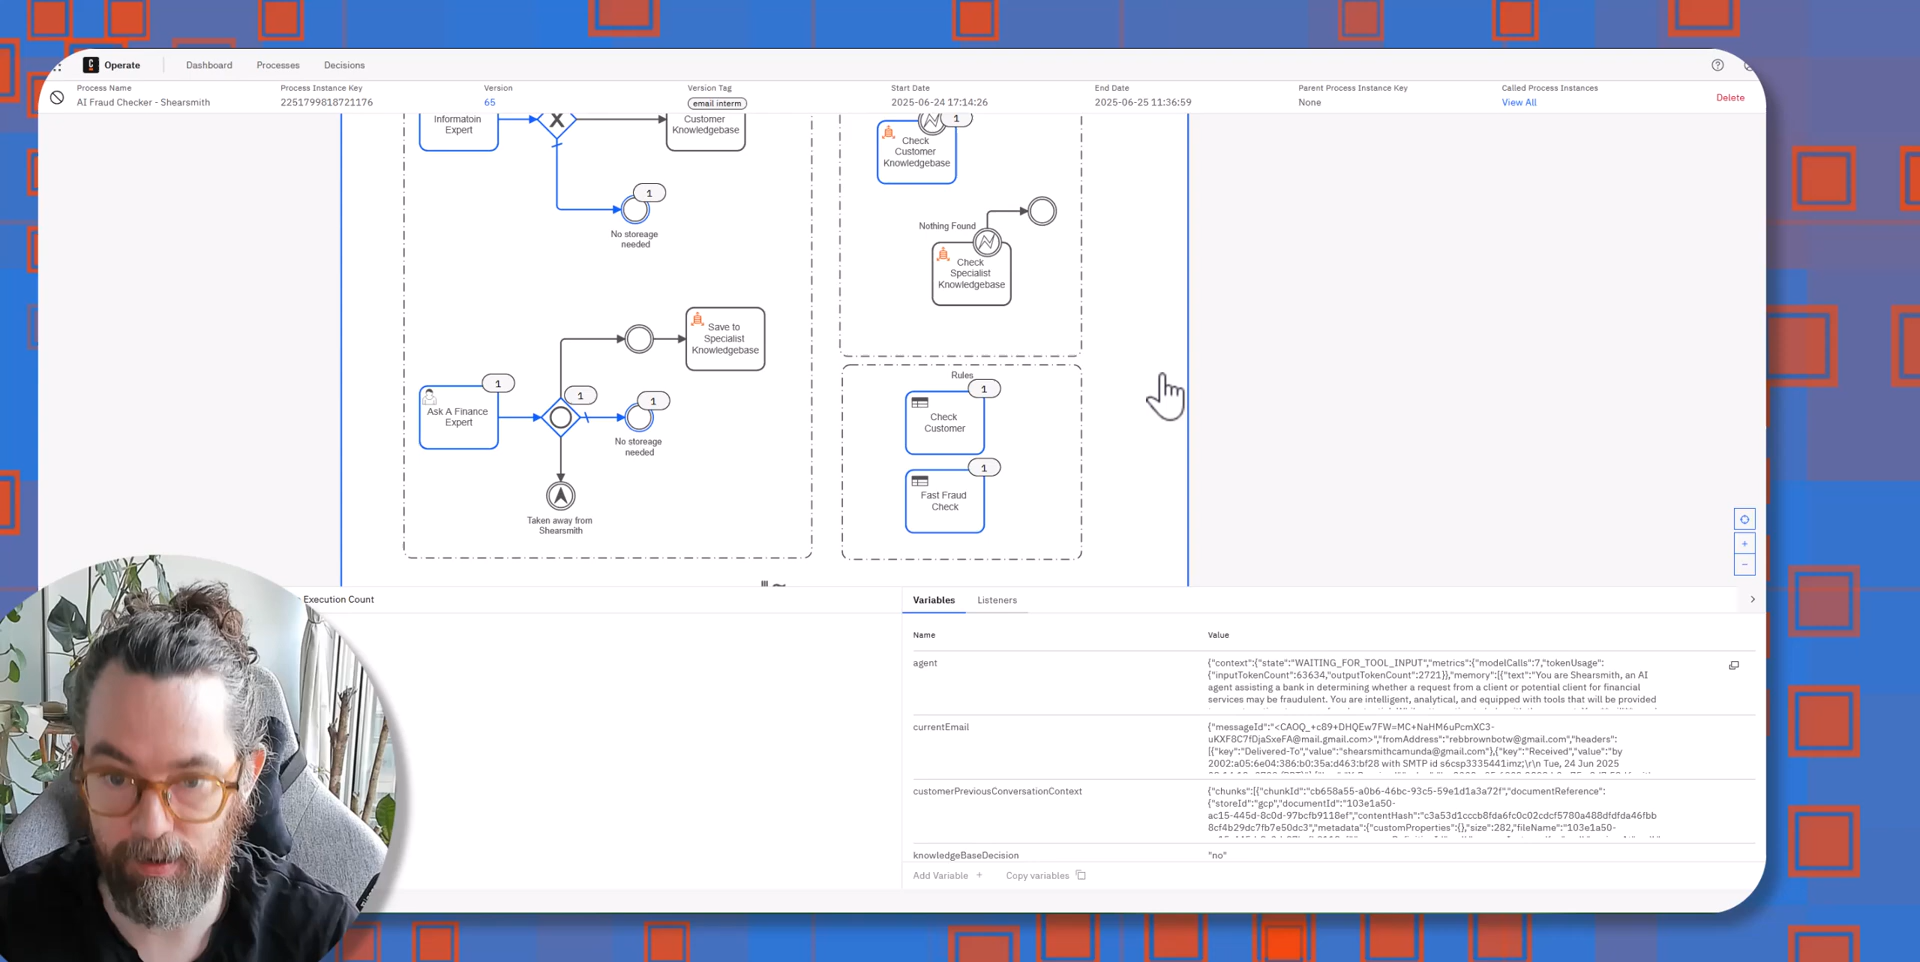 Operate
Dashboard
Processes
Decisions
Process Name
AI Fraud Checker - Shearsmith
Process Instance Key
2251799818721176
Version
65
Version Tag
email interm
Start Date
2025-06-24 17:14:26
End Date
2025-06-25 11:36:59
Parent Process Instance Key
None
Called Process Instances
View All
Delete
Informatoin
Expert
X
Customer
Knowledgebase
1
No storeage
needed
1
Check
Customer
Knowledgebase
Nothing Found
Check
Specialist
Knowledgebase
Save to
Specialist
Knowledgebase
1
Ask A Finance
Expert
1
1
No storeage
needed
Taken away from
Shearsmith
Rules
1
Check
Customer
1
Fast Fraud
Check
Execution Count
Variables
Listeners
Name
Value
agent
{"context":{"state":"WAITING_FOR_TOOL_INPUT","metrics":{"modelCalls":7,"tokenUsage":
{"inputTokenCount":63634,"outputTokenCount":2721}},"memory":[{"text":"You are Shearsmith, an AI
agent assisting a bank in determining whether a request from a client or potential client for financial
services may be fraudulent. You are intelligent, analytical, and equipped with tools that will be provided
currentEmail
{"messageId":"<CAOQ_+c89+DHQEw7FW=MC+NaHM6uPcmXC3-
uKXF8C7fDjaSxeFA@mail.gmail.com>","fromAddress":"rebbrownbotw@gmail.com","headers":
[{"key":"Delivered-To","value":"shearsmithcamunda@gmail.com"},{"key":"Received","value":"by
2002:a05:6e04:386:b0:35a:d463:bf28 with SMTP id s6csp3335441imz;\r\n Tue, 24 Jun 2025
customerPreviousConversationContext
{"chunks":[{"chunkId":"cb658a55-a0b6-46bc-93c5-59e1d1a3a72f","documentReference":
{"storeId":"gcp","documentId":"103e1a50-
ac15-445d-8c0d-97bcfb9118ef","contentHash":"c3a53d1cccb8fda6fc0c02cdcf5780a488dfdfda46fbb
8cf4b29dc7fb7e50dc3","metadata":{"customProperties":{},"size":282,"fileName":"103e1a50-
knowledgeBaseDecision
"no"
Add Variable +
Copy variables